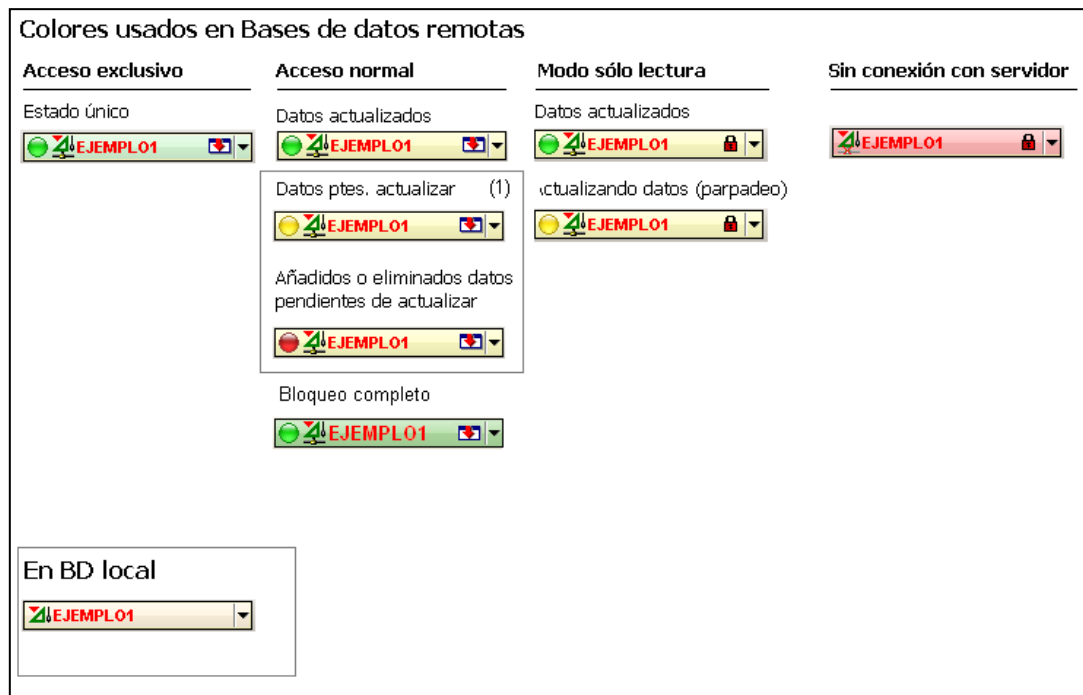 Colores usados en Bases de datos remotas
Acceso exclusivo
Estado único
EJEMPLO1
Acceso normal
Datos actualizados
EJEMPLO1
Datos ptes. actualizar (1)
EJEMPLO1
Añadidos o eliminados datos
pendientes de actualizar
EJEMPLO1
Bloqueo completo
EJEMPLO1
Modo sólo lectura
Datos actualizados
EJEMPLO1
ctualizando datos (parpadeo)
EJEMPLO1
Sin conexión con servidor
EJEMPLO1
En BD local
EJEMPLO1